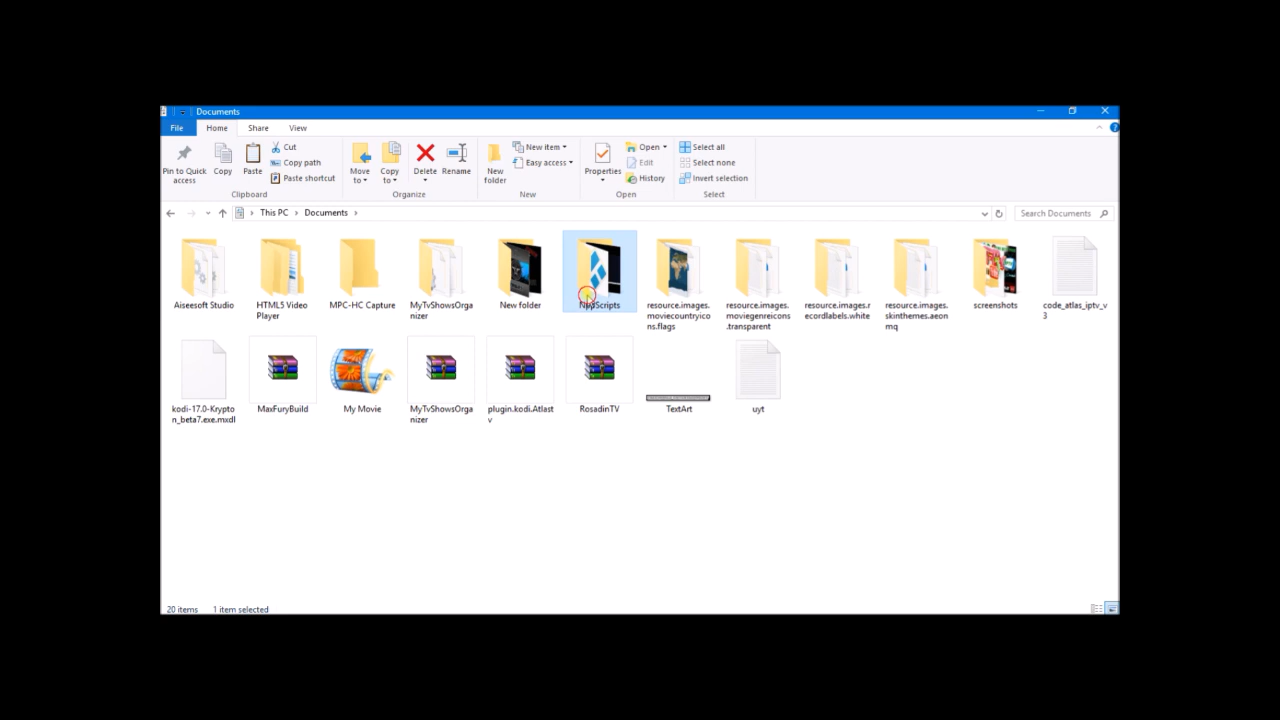 Documents
File Home Share View
Pin to Quick access
Copy
Paste
Cut
Copy path
Paste shortcut
Move to
Copy to
Delete
Rename
New folder
New item
Easy access
Properties
Open
Edit
History
Select all
Select none
Invert selection
Clipboard Organize New Open Select
This PC Documents
Search Documents
Aiseesoft Studio
HTML5 Video
Player
MPC-HC Capture
MyTvShowsOrga
nizer
New folder
resource.images.
moviecountryico
ns.flags
resource.images.
moviegenreicons
.transparent
resource.images.r
ecordlabels.white
resource.images.
skinthemes.aeon
mq
screenshots
code_atlas_iptv_v
3
kodi-17.0-Krypto
n_beta7.exe.mxdl
MaxFuryBuild
My Movie
MyTvShowsOrga
nizer
plugin.kodi.Atlast
v
RosadinTV
TextArt
uyt
20 items 1 item selected